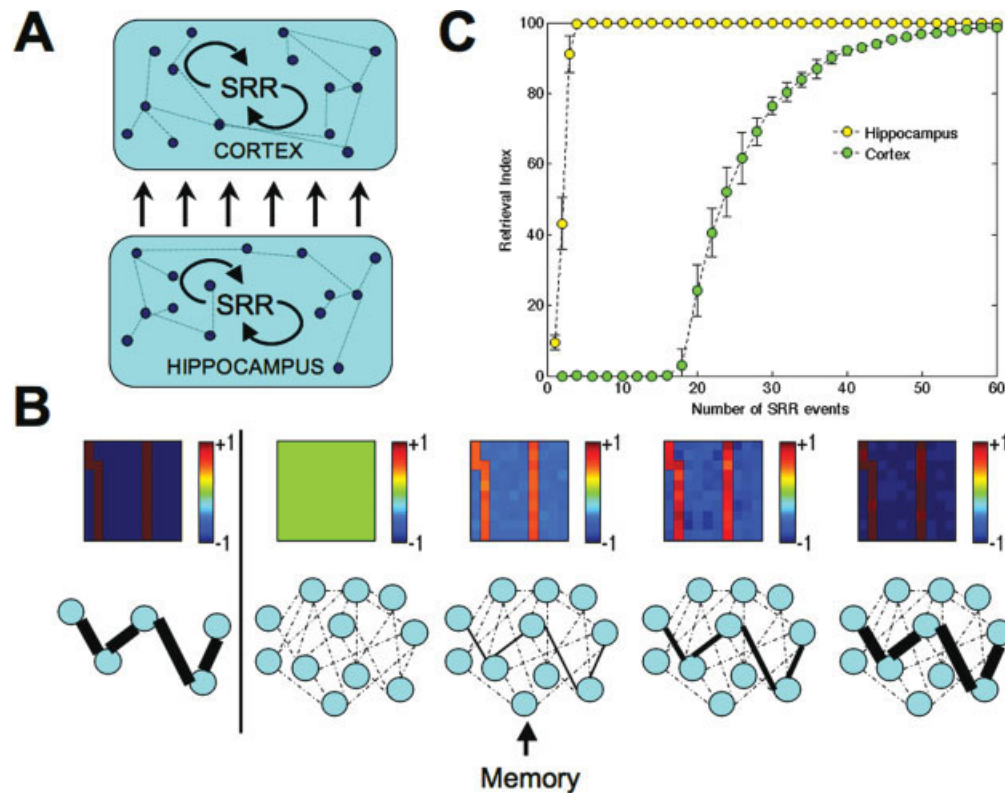 A
SRR
CORTEX
SRR
HIPPOCAMPUS
C
Retrieval Index
100
80
60
40
20
0
0 10 20 30 40 50 60
Number of SRR events
Hippocampus
Cortex
B
+1
-1
+1
-1
+1
-1
+1
-1
+1
-1
Memory